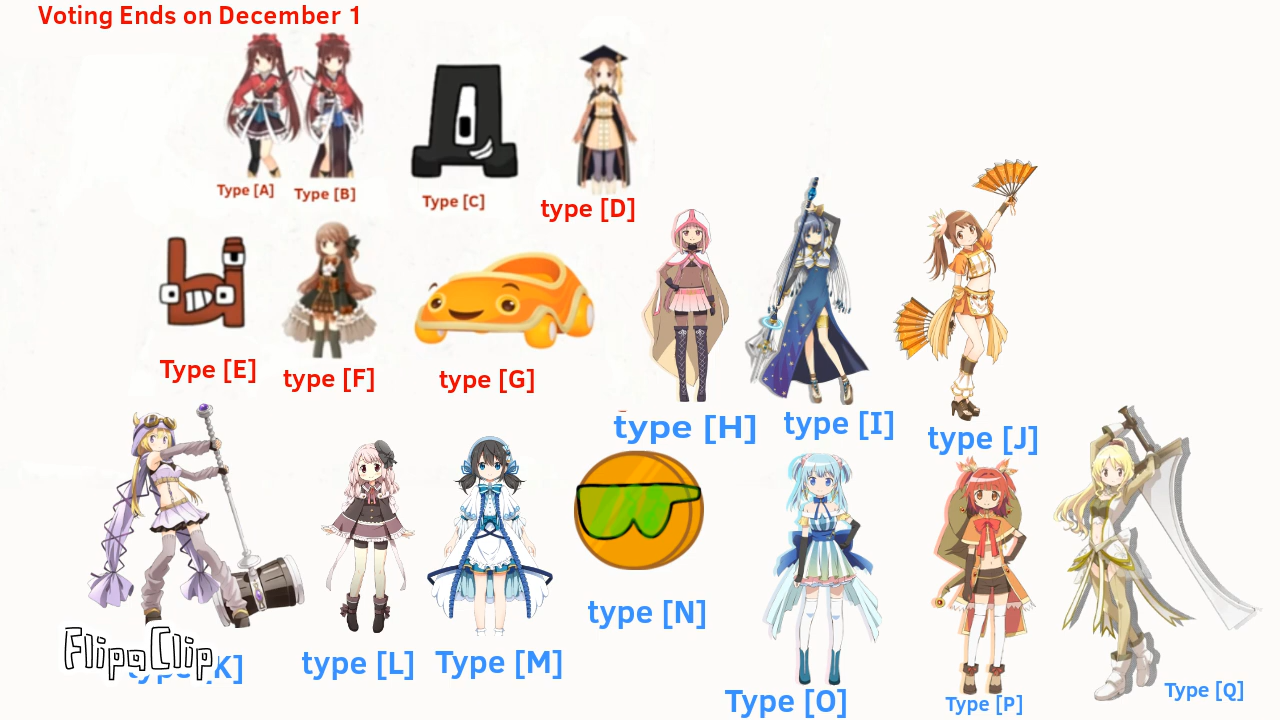 Voting Ends on December 1
Type [A]
Type [B]
Type [C]
type [D]
Type [E]
type [F]
type [G]
type [H]
type [I]
type [J]
FlipaClip
type [K]
type [L]
Type [M]
type [N]
Type [O]
Type [P]
Type [Q]